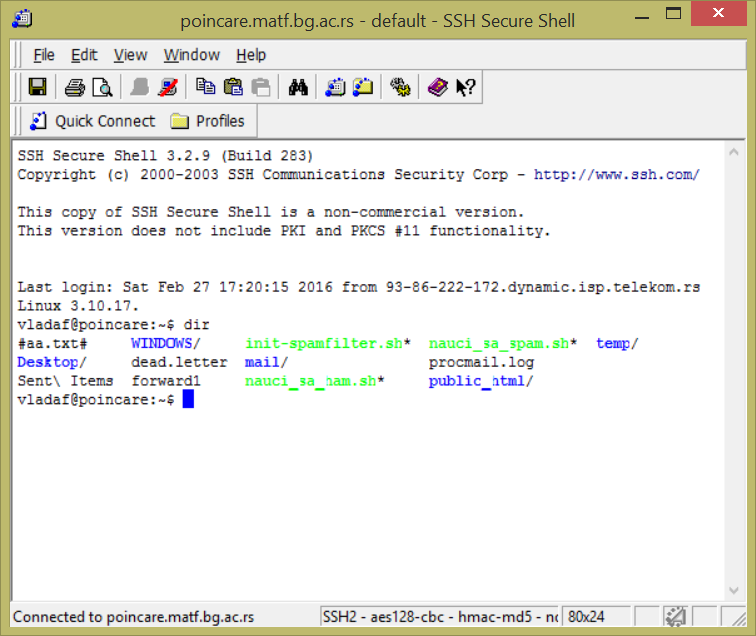 poincare.matf.bg.ac.rs - default - SSH Secure Shell
File Edit View Window Help
Quick Connect Profiles
SSH Secure Shell 3.2.9 (Build 283)
Copyright (c) 2000-2003 SSH Communications Security Corp - http://www.ssh.com/
This copy of SSH Secure Shell is a non-commercial version.
This version does not include PKI and PKCS #11 functionality.
Last login: Sat Feb 27 17:20:15 2016 from 93-86-222-172.dynamic.isp.telekom.rs
Linux 3.10.17.
vladaf@poincare:~$ dir
#aa.txt# WINDOWS/ init-spamfilter.sh* nauci_sa_spam.sh* temp/
Desktop/ dead.letter mail/ procmail.log
Sent\ Items forward1 nauci_sa_ham.sh* public_html/
vladaf@poincare:~$
Connected to poincare.matf.bg.ac.rs SSH2 - aes128-cbc - hmac-md5 - nc 80x24